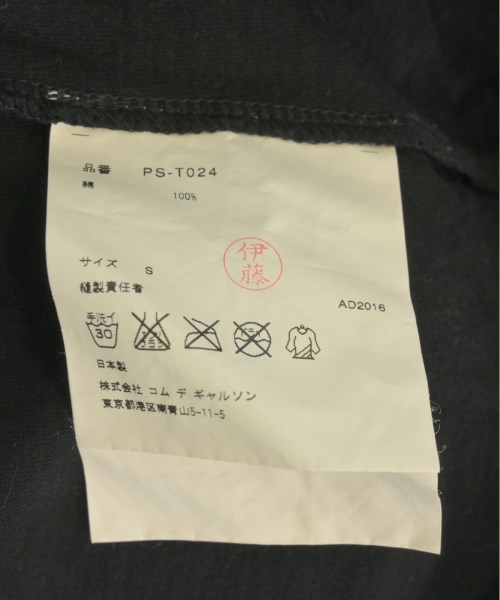 品番 PS-T024
綿 100%
サイズ S
縫製責任者
伊藤
AD2016
手洗イ
30
日本製
株式会社 コム デ ギャルソン
東京都港区南青山5-11-5